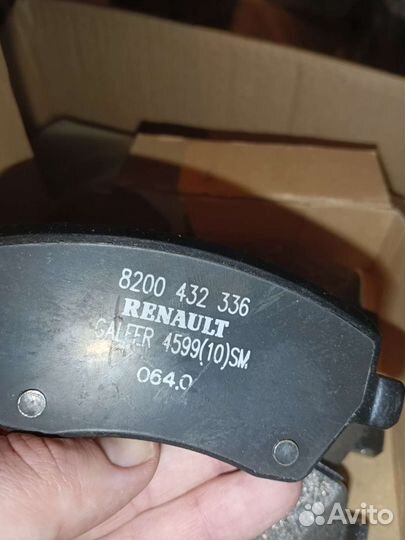 8200 432 336
RENAULT
GALFER 4599(10)SM.
064.0
Avito